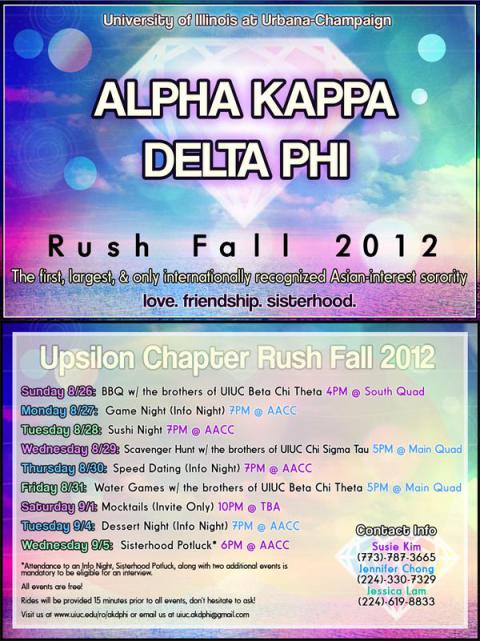 University of Illinois at Urbana-Champaign
ALPHA KAPPA
DELTA PHI
Rush Fall 2012
The first, largest, & only internationally recognized Asian-interest sorority
love. friendship. sisterhood.
Upsilon Chapter Rush Fall 2012
Sunday 8/26: BBQ w/ the brothers of UIUC Beta Chi Theta 4PM @ South Quad
Monday 8/27: Game Night (Info Night) 7PM @ AACC
Tuesday 8/28: Sushi Night 7PM @ AACC
Wednesday 8/29: Scavenger Hunt w/ the brothers of UIUC Chi Sigma Tau 5PM @ Main Quad
Thursday 8/30: Speed Dating (Info Night) 7PM @ AACC
Friday 8/31: Water Games w/ the brothers of UIUC Beta Chi Theta 5PM @ Main Quad
Saturday 9/1: Mocktails (Invite Only) 10PM @ TBA
Tuesday 9/4: Dessert Night (Info Night) 7PM @ AACC
Wednesday 9/5: Sisterhood Potluck* 6PM @ AACC
*Attendance to an Info Night, Sisterhood Potluck, along with two additional events is
mandatory to be eligible for an interview.
All events are free!
Rides will be provided 15 minutes prior to all events, don't hesitate to ask!
Visit us at www.uiuc.edu/ro/akdphi or email us at uiuc.akdphi@gmail.com
Contact Info
Susie Kim
(773)-787-3665
Jennifer Chong
(224)-330-7329
Jessica Lam
(224)-619-8833